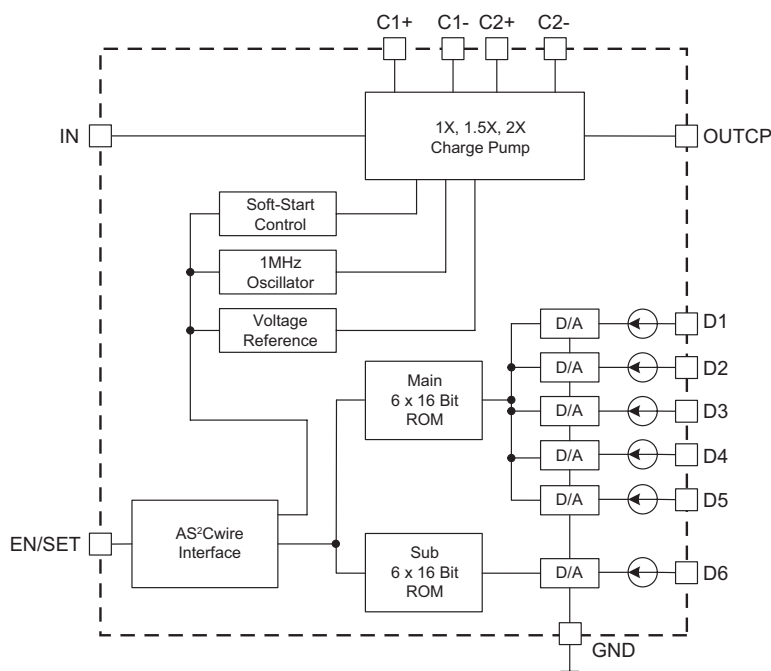 C1+ C1- C2+ C2-
IN
1X, 1.5X, 2X
Charge Pump
OUTCP
Soft-Start
Control
1MHz
Oscillator
Voltage
Reference
D/A D1
D/A D2
Main
6 x 16 Bit
ROM
D/A D3
D/A D4
D/A D5
EN/SET
AS²Cwire
Interface
Sub
6 x 16 Bit
ROM
D/A D6
GND